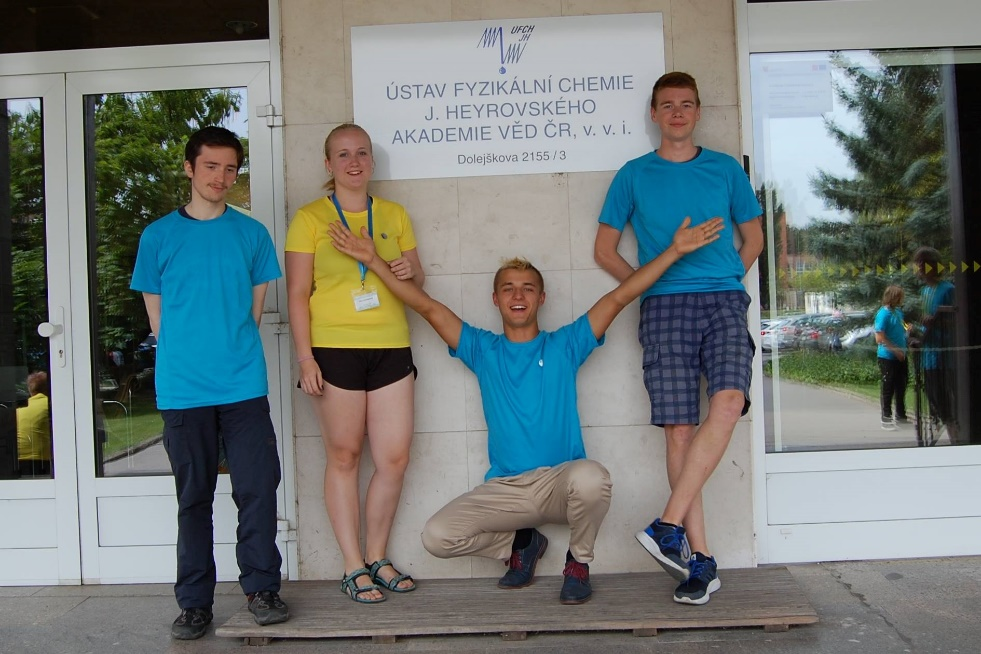 UFCH
JH
ÚSTAV FYZIKÁLNÍ CHEMIE
J. HEYROVSKÉHO
AKADEMIE VĚD ČR, v. v. i.
Dolejškova 2155 / 3